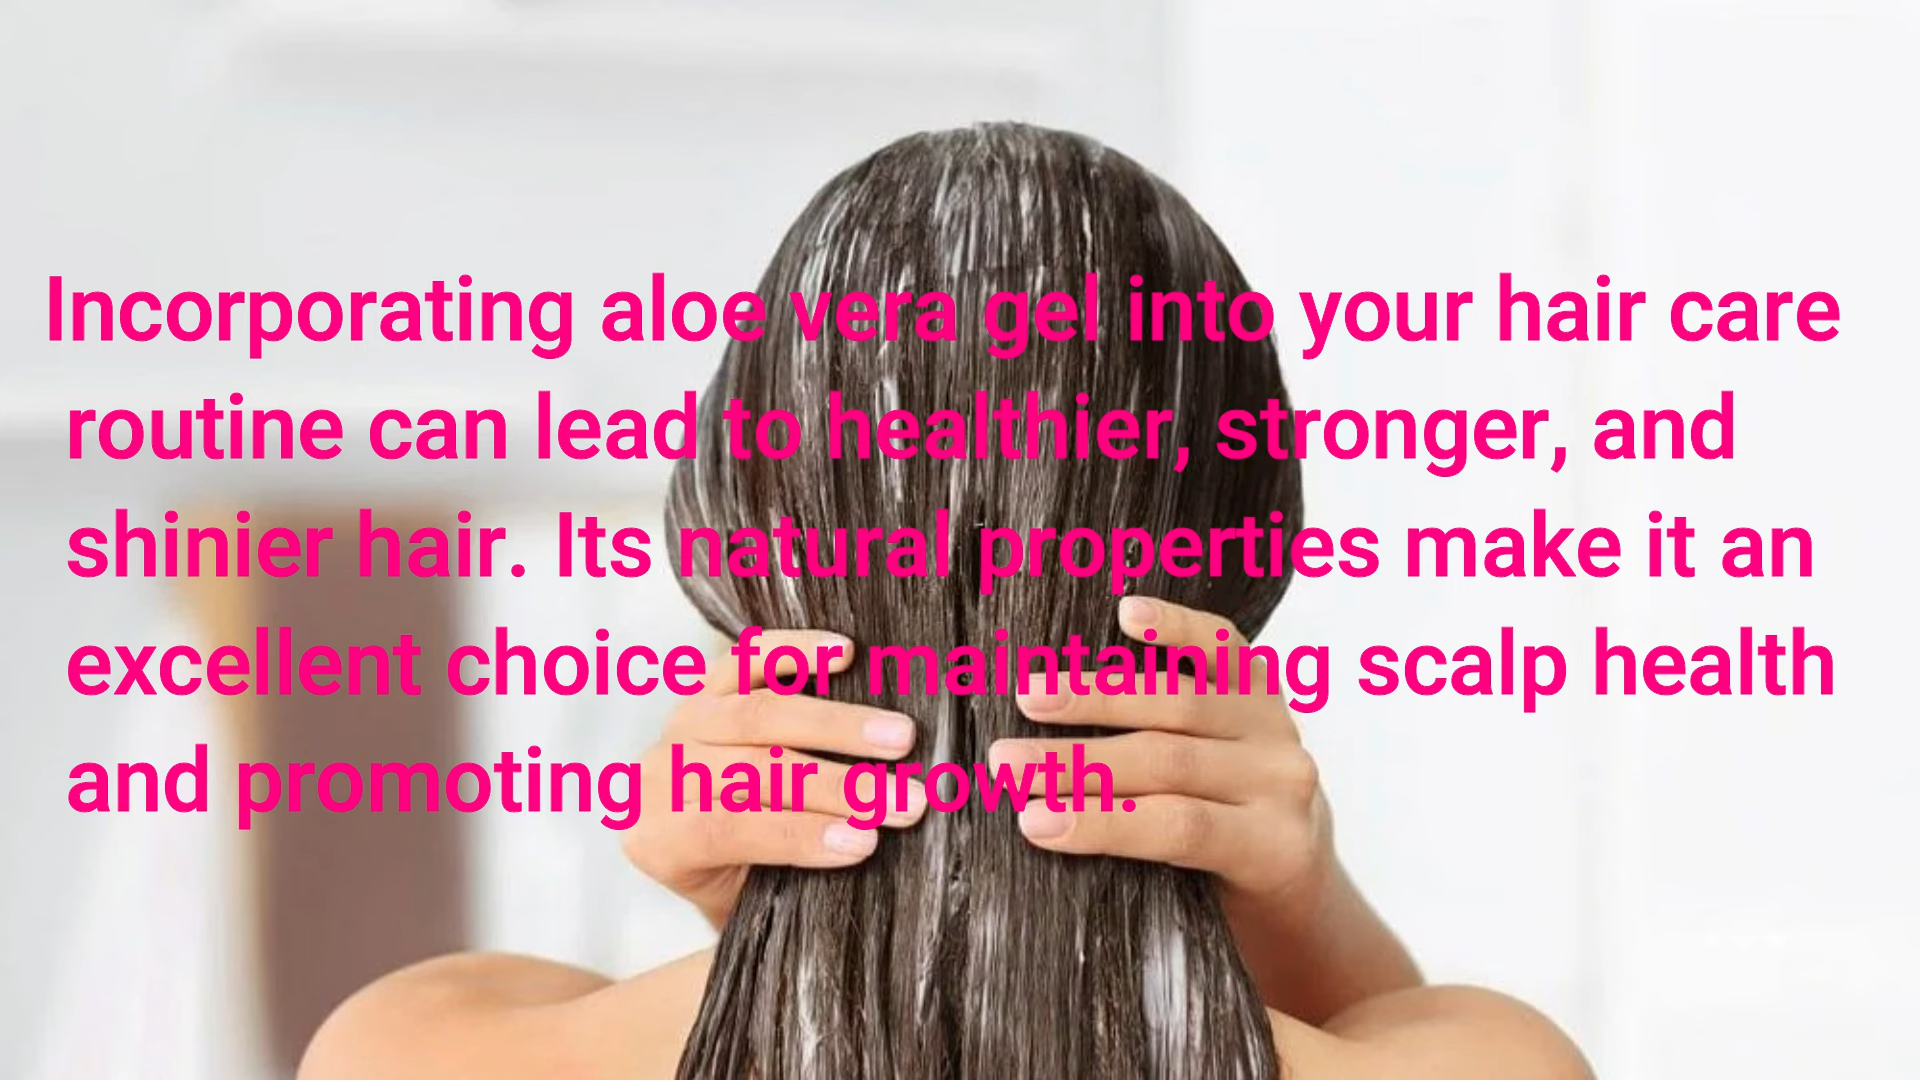 Incorporating aloe vera gel into your hair care
routine can lead to healthier, stronger, and
shinier hair. Its natural properties make it an
excellent choice for maintaining scalp health
and promoting hair growth.